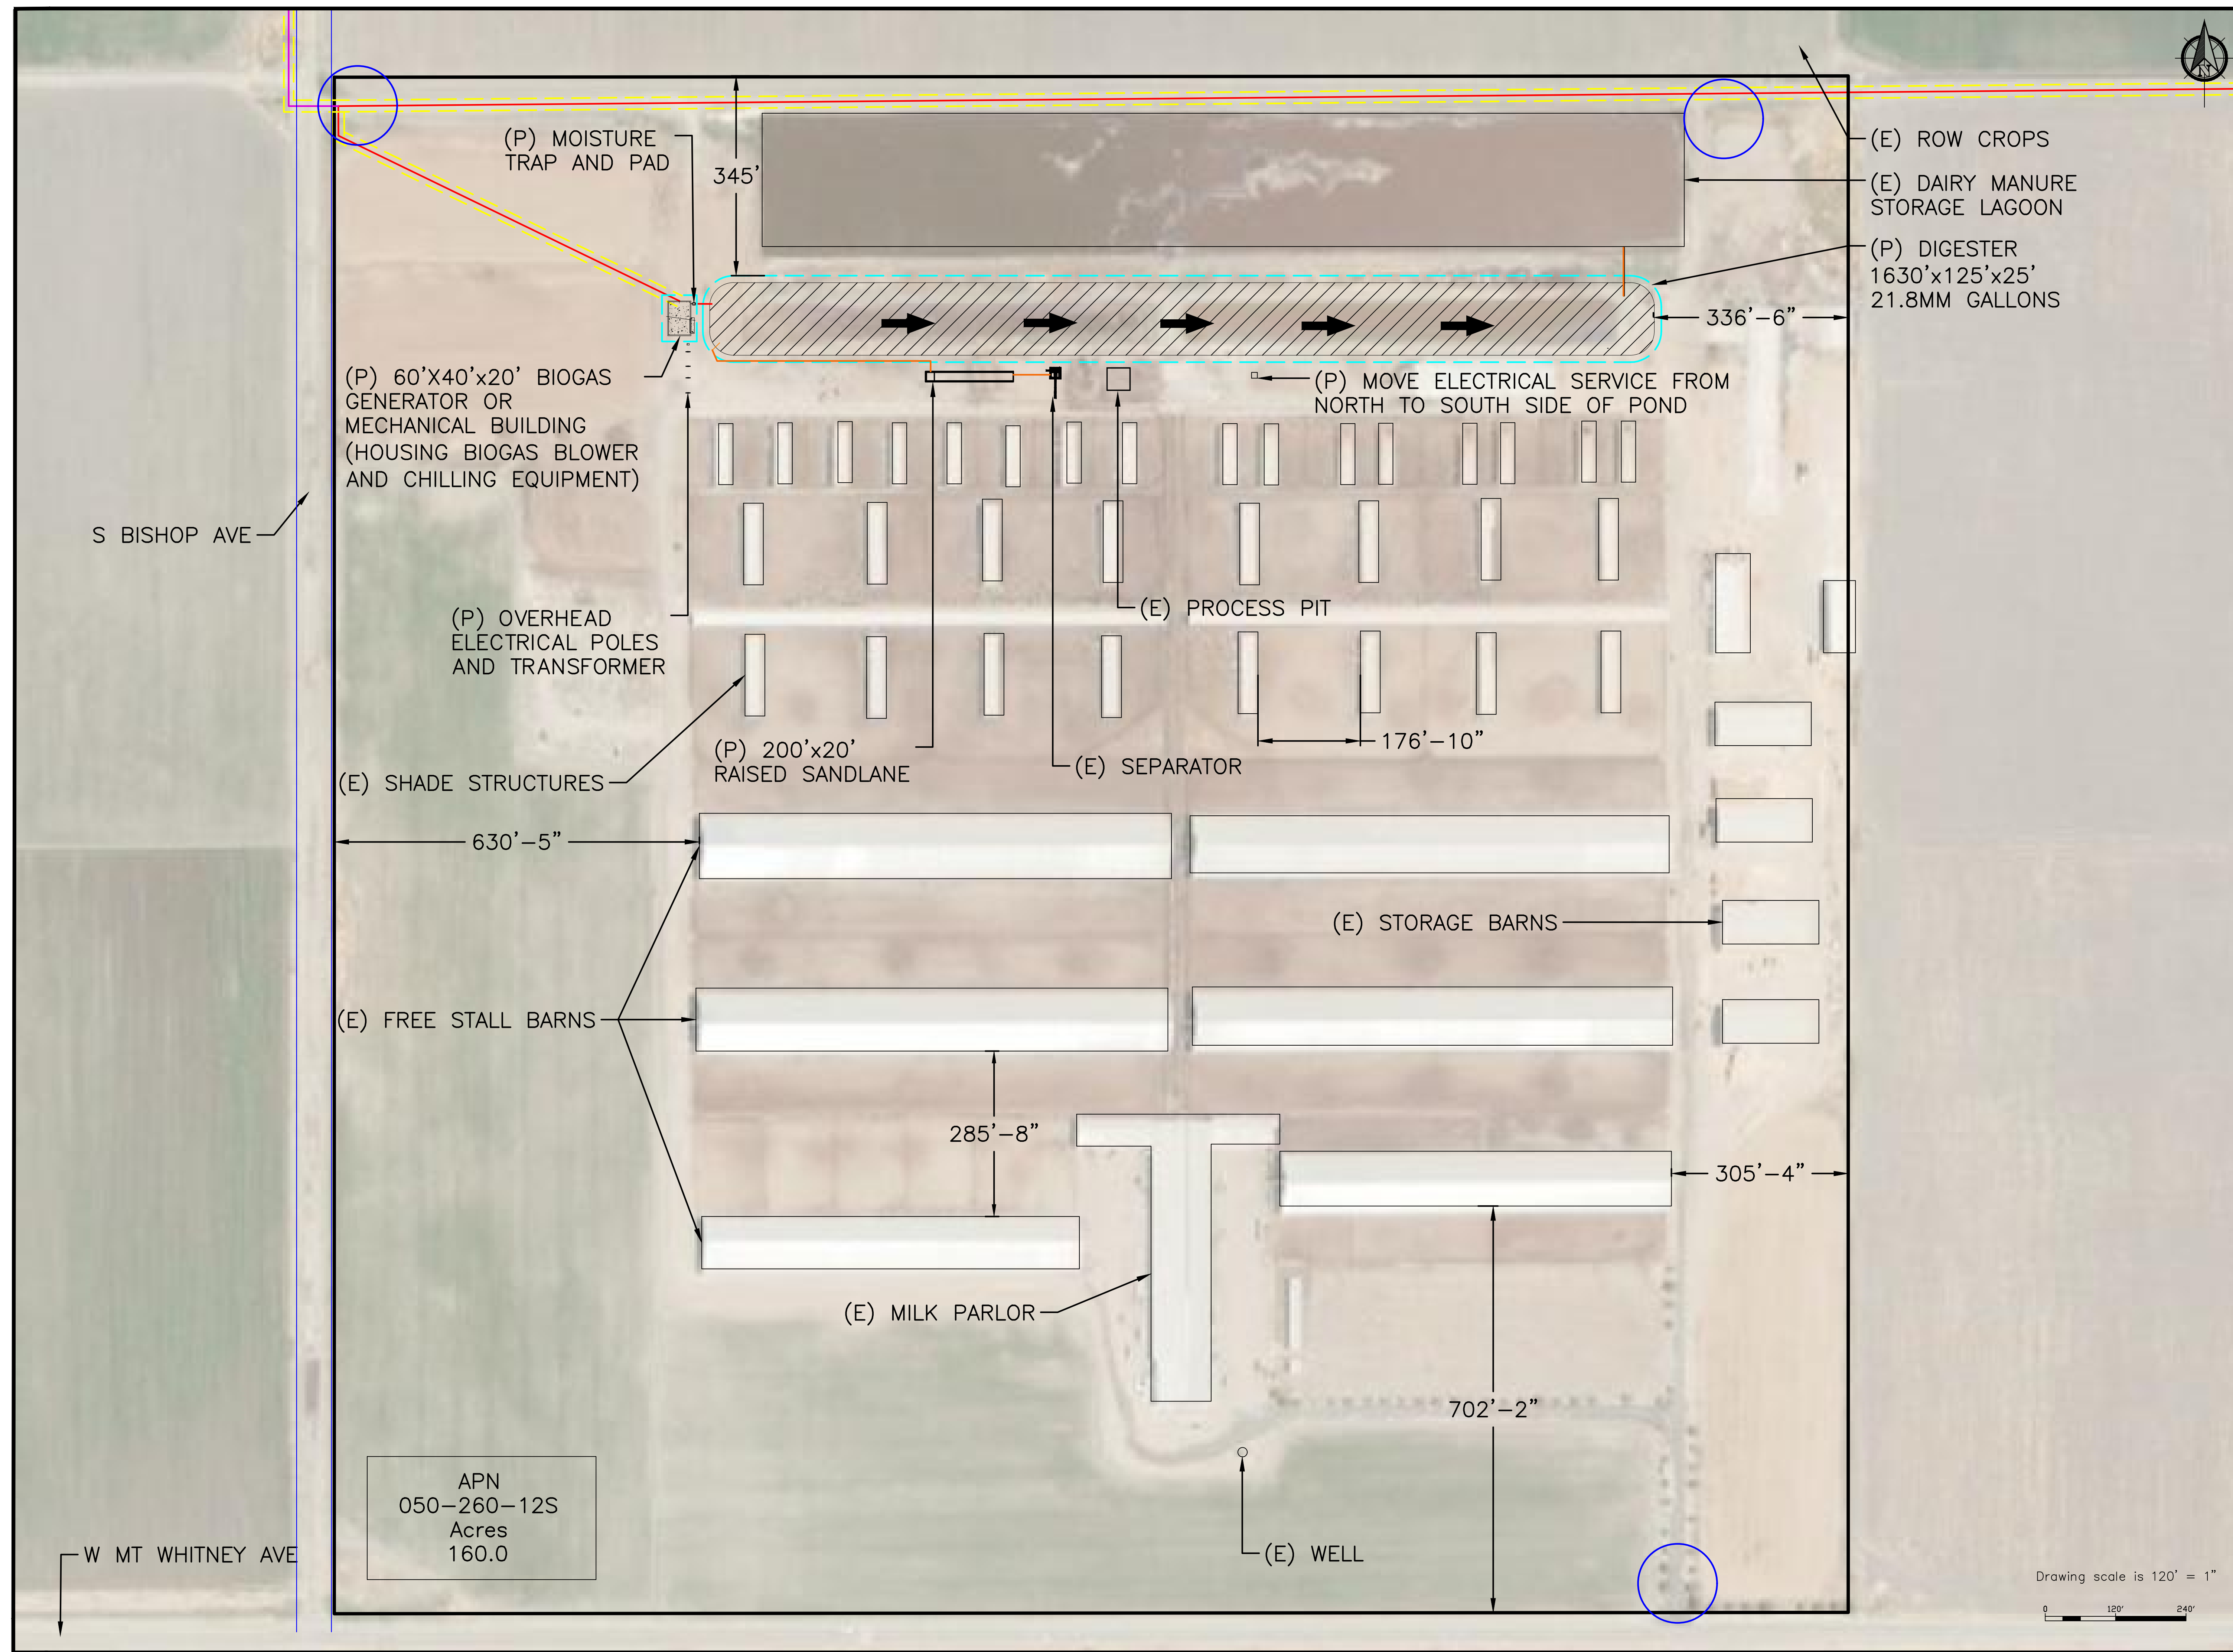 N
(P) MOISTURE
TRAP AND PAD
345'
(E) ROW CROPS
(E) DAIRY MANURE
STORAGE LAGOON
(P) DIGESTER
1630'x125'x25'
21.8MM GALLONS
336'-6"
(P) 60'X40'x20' BIOGAS
GENERATOR OR
MECHANICAL BUILDING
(HOUSING BIOGAS BLOWER
AND CHILLING EQUIPMENT)
(P) MOVE ELECTRICAL SERVICE FROM
NORTH TO SOUTH SIDE OF POND
S BISHOP AVE
(P) OVERHEAD
ELECTRICAL POLES
AND TRANSFORMER
(E) PROCESS PIT
(P) 200'x20'
RAISED SANDLANE
(E) SEPARATOR
176'-10"
(E) SHADE STRUCTURES
630'-5"
(E) STORAGE BARNS
(E) FREE STALL BARNS
285'-8"
305'-4"
(E) MILK PARLOR
702'-2"
APN
050-260-12S
Acres
160.0
W MT WHITNEY AVE
(E) WELL
Drawing scale is 120' = 1"
0 120' 240'